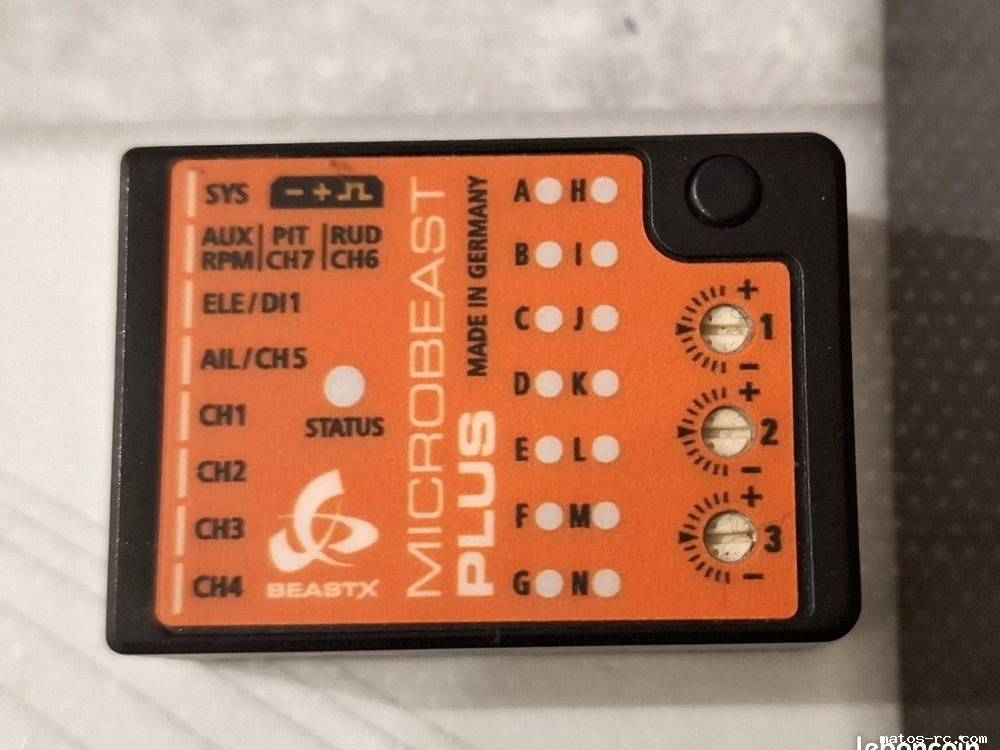 SYS − +
AUX | PIT | RUD
RPM | CH7 | CH6
ELE/DI1
AIL/CH5
CH1
STATUS
CH2
CH3
CH4
BEASTX
MICROBEAST
PLUS
MADE IN GERMANY
A H
B I
C J
D K
E L
F M
G N
+
1
−
+
2
−
+
3
−
leboncoin
matos-rc.com